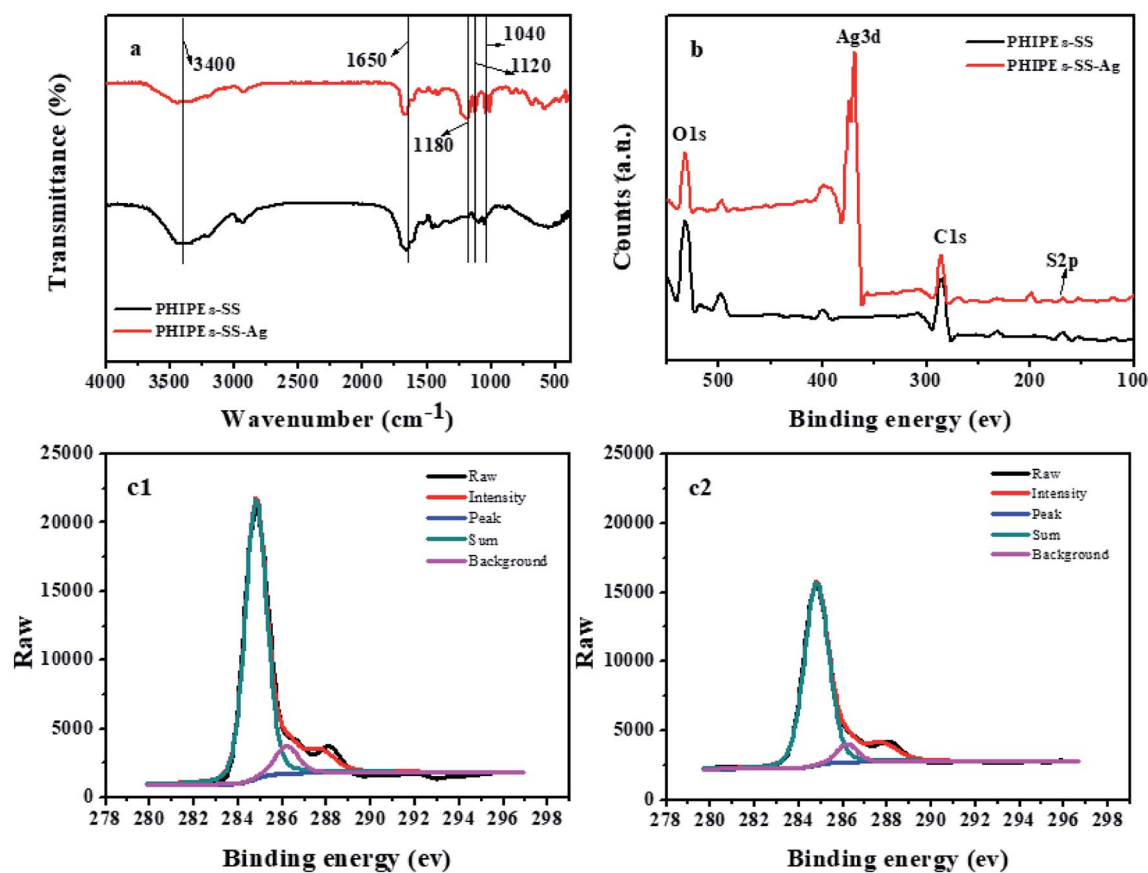 a
3400
1650
1040
1120
1180
Transmittance (%)
PHIPEs-SS
PHIPEs-SS-Ag
4000 3500 2500 2000 1500 1000 500
Wavenumber (cm⁻¹)
b
Ag3d
PHIPEs-SS
PHIPEs-SS-Ag
O1s
C1s
S2p
Counts (a.u.)
500 400 300 200 100
Binding energy (ev)
c1
Raw
Intensity
Peak
Sum
Background
25000
20000
15000
10000
5000
0
Raw
278 280 282 284 286 288 290 292 294 296 298
Binding energy (ev)
c2
Raw
Intensity
Peak
Sum
Background
25000
20000
15000
10000
5000
0
Raw
278 280 282 284 286 288 290 292 294 296 298
Binding energy (ev)